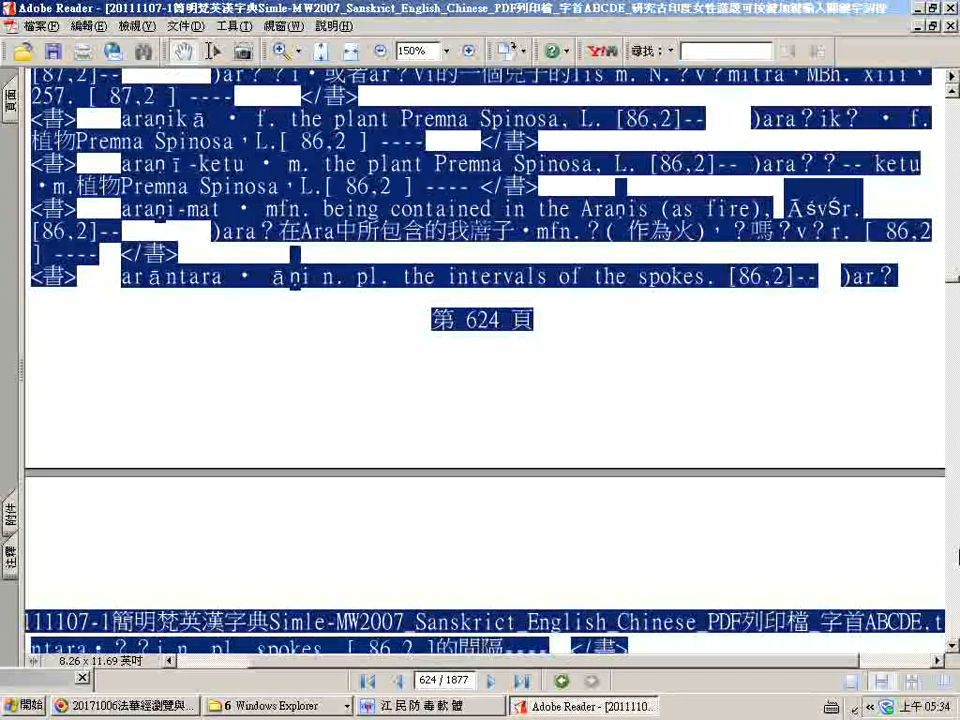 Adobe Reader - [20111107-1簡明梵英漢字典Simle-MW2007_Sanskrict_English_Chinese_PDF列印檔_字首ABCDE_研究古印度女性議題可按鍵加鍵輸入關鍵字詞搜
檔案(F) 編輯(E) 檢視(V) 文件(D) 工具(T) 視窗(W) 說明(H)
150% Y! 尋找：
頁面
[87,2]-- )ar？？i‧或者ar？Vi的一個兒子的lis m. N.？v？mitra，MBh. xiii，
257. [ 87,2 ] ---- </書>
<書> araṇikā ‧ f. the plant Premna Spinosa, L. [86,2]-- )ara？ik？ ‧ f.
植物Premna Spinosa，L.[ 86,2 ] ---- </書>
<書> araṇī-ketu ‧ m. the plant Premna Spinosa, L. [86,2]-- )ara？？-- ketu
‧m.植物Premna Spinosa，L.[ 86,2 ] ---- </書>
<書> araṇi-mat ‧ mfn. being contained in the Araṇis (as fire), ĀśvŚr.
[86,2]-- )ara？在Ara中所包含的我蓆子‧mfn.？( 作為火)，？嗎？v？r. [ 86,2
] ---- </書>
<書> arāntara ‧ āṇi n. pl. the intervals of the spokes. [86,2]-- )ar？
第 624 頁
附件
註釋
111107-1簡明梵英漢字典Simle-MW2007_Sanskrict_English_Chinese_PDF列印檔_字首ABCDE.t
ntara‧？？i n. pl. spokes. [ 86,2 ]的間隔---- </書>
8.26 x 11.69 英吋
624 / 1877
開始 20171006法華經瀏覽與... 6 Windows Explorer 江民防毒軟體 Adobe Reader - [201110... 上午 05:34